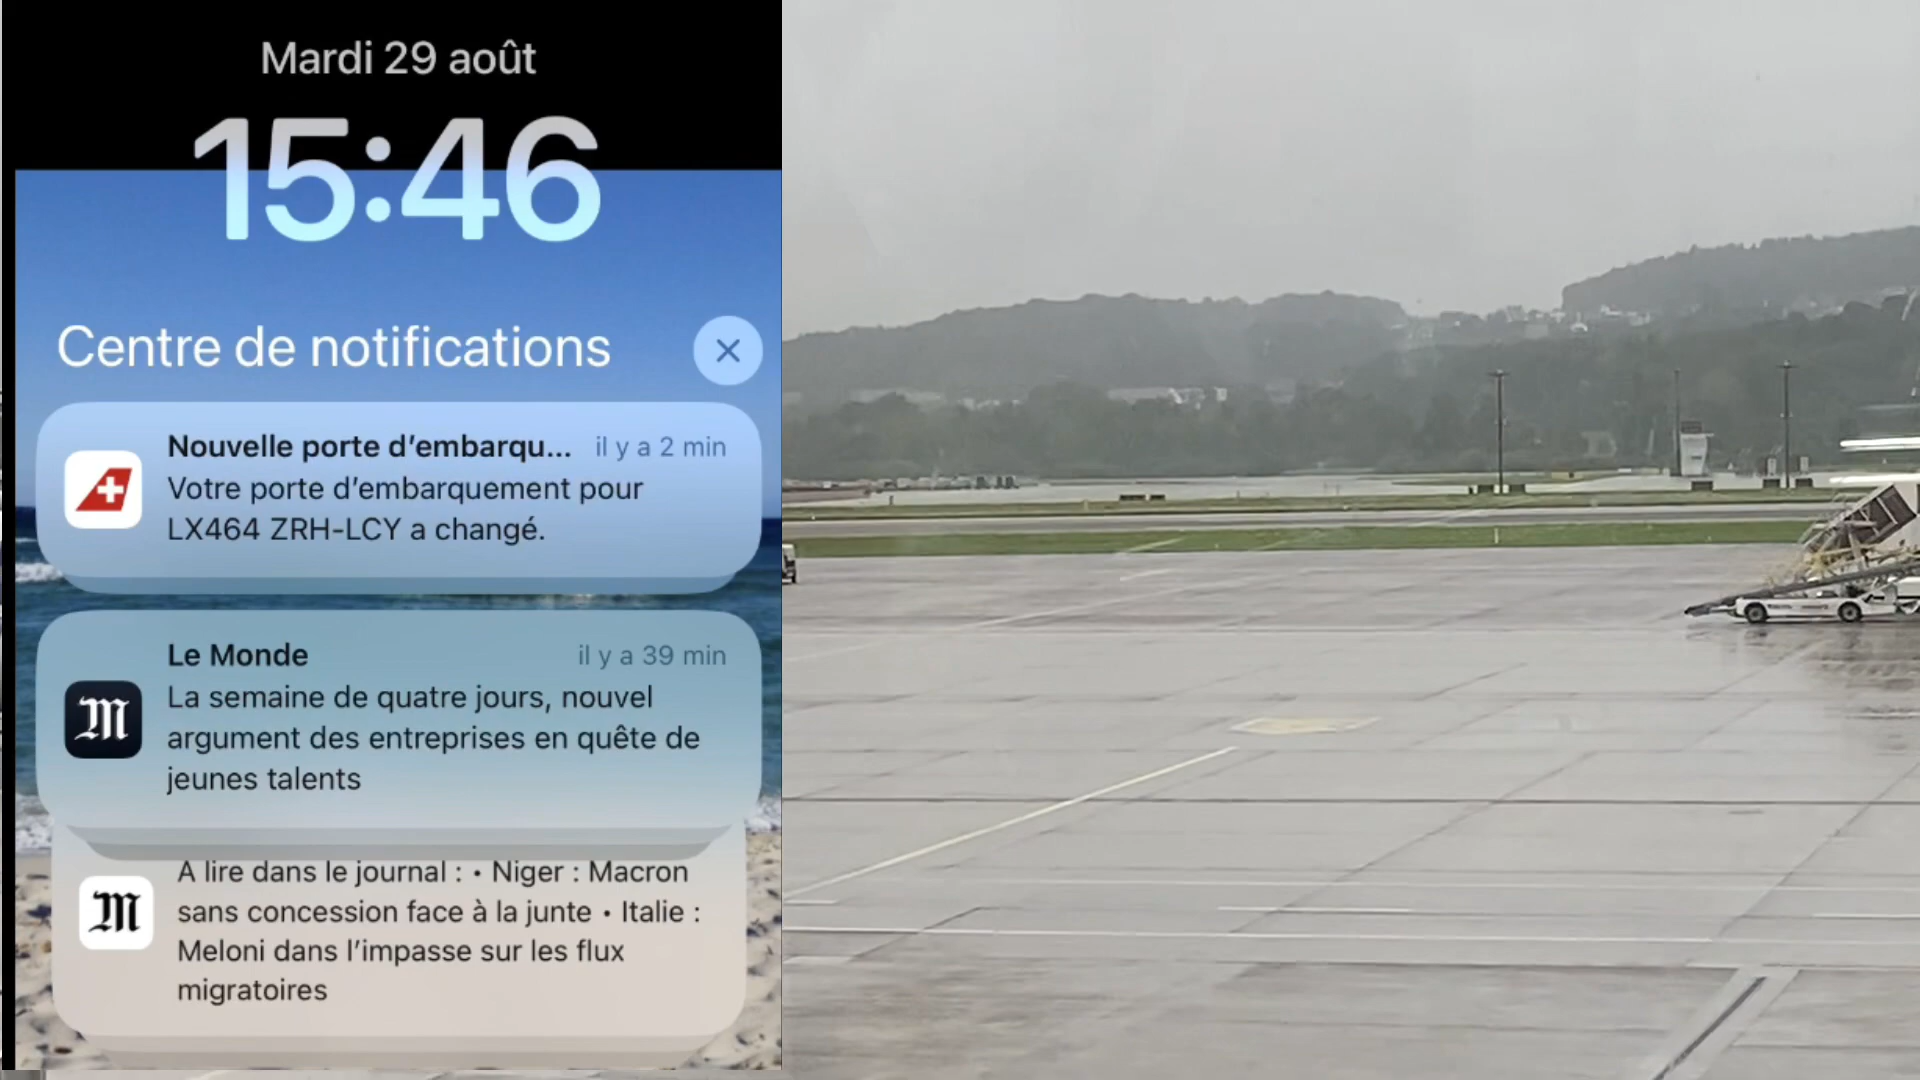 Mardi 29 août
15:46
Centre de notifications
Nouvelle porte d’embarqu... il y a 2 min
Votre porte d’embarquement pour
LX464 ZRH-LCY a changé.
Le Monde il y a 39 min
La semaine de quatre jours, nouvel
argument des entreprises en quête de
jeunes talents
A lire dans le journal : • Niger : Macron
sans concession face à la junte • Italie :
Meloni dans l’impasse sur les flux
migratoires